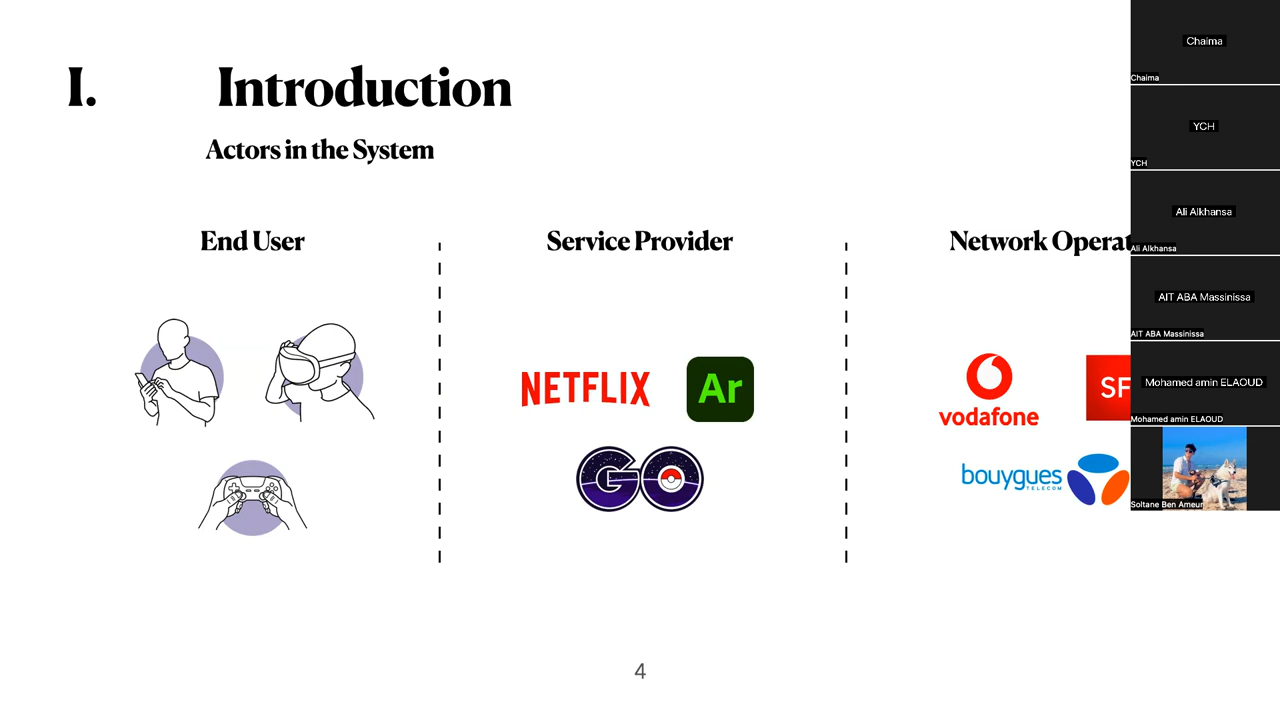 I. Introduction
Actors in the System
End User
Service Provider
Network Operat
NETFLIX
Ar
GO
vodafone
SF
bouygues
TELECOM
4
Chaima
Chaima
YCH
YCH
Ali Alkhansa
Ali Alkhansa
AIT ABA Massinissa
AIT ABA Massinissa
Mohamed amin ELAOUD
Mohamed amin ELAOUD
Soltane Ben Ameur